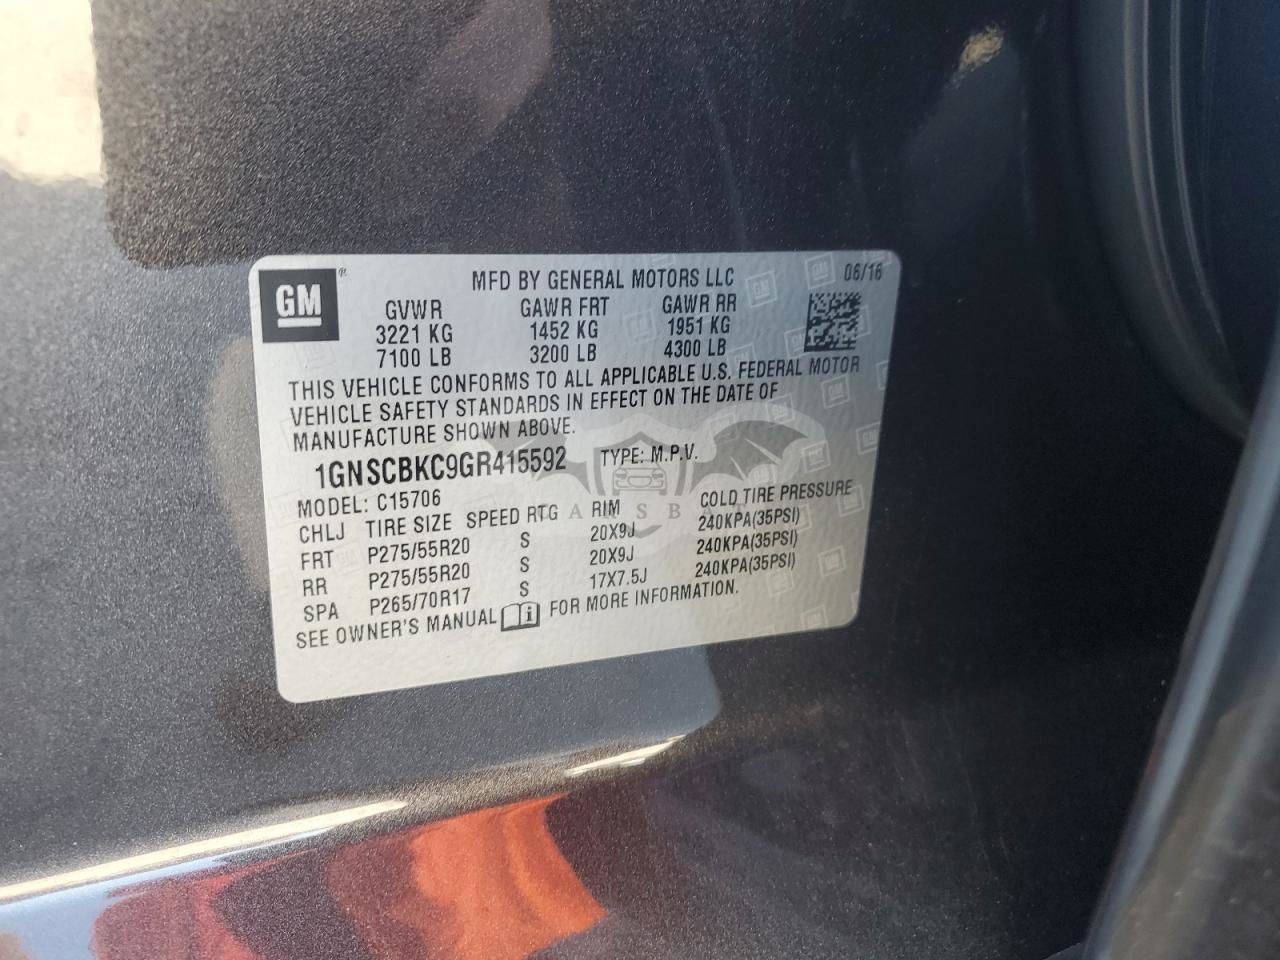 GM ®
MFD BY GENERAL MOTORS LLC 06/16
GVWR GAWR FRT GAWR RR
3221 KG 1452 KG 1951 KG
7100 LB 3200 LB 4300 LB
THIS VEHICLE CONFORMS TO ALL APPLICABLE U.S. FEDERAL MOTOR
VEHICLE SAFETY STANDARDS IN EFFECT ON THE DATE OF
MANUFACTURE SHOWN ABOVE.
1GNSCBKC9GR415592 TYPE: M.P.V.
MODEL: C15706
CHLJ TIRE SIZE SPEED RTG RIM COLD TIRE PRESSURE
FRT P275/55R20 S 20X9J 240KPA(35PSI)
RR P275/55R20 S 20X9J 240KPA(35PSI)
SPA P265/70R17 S 17X7.5J 240KPA(35PSI)
SEE OWNER'S MANUAL i FOR MORE INFORMATION.